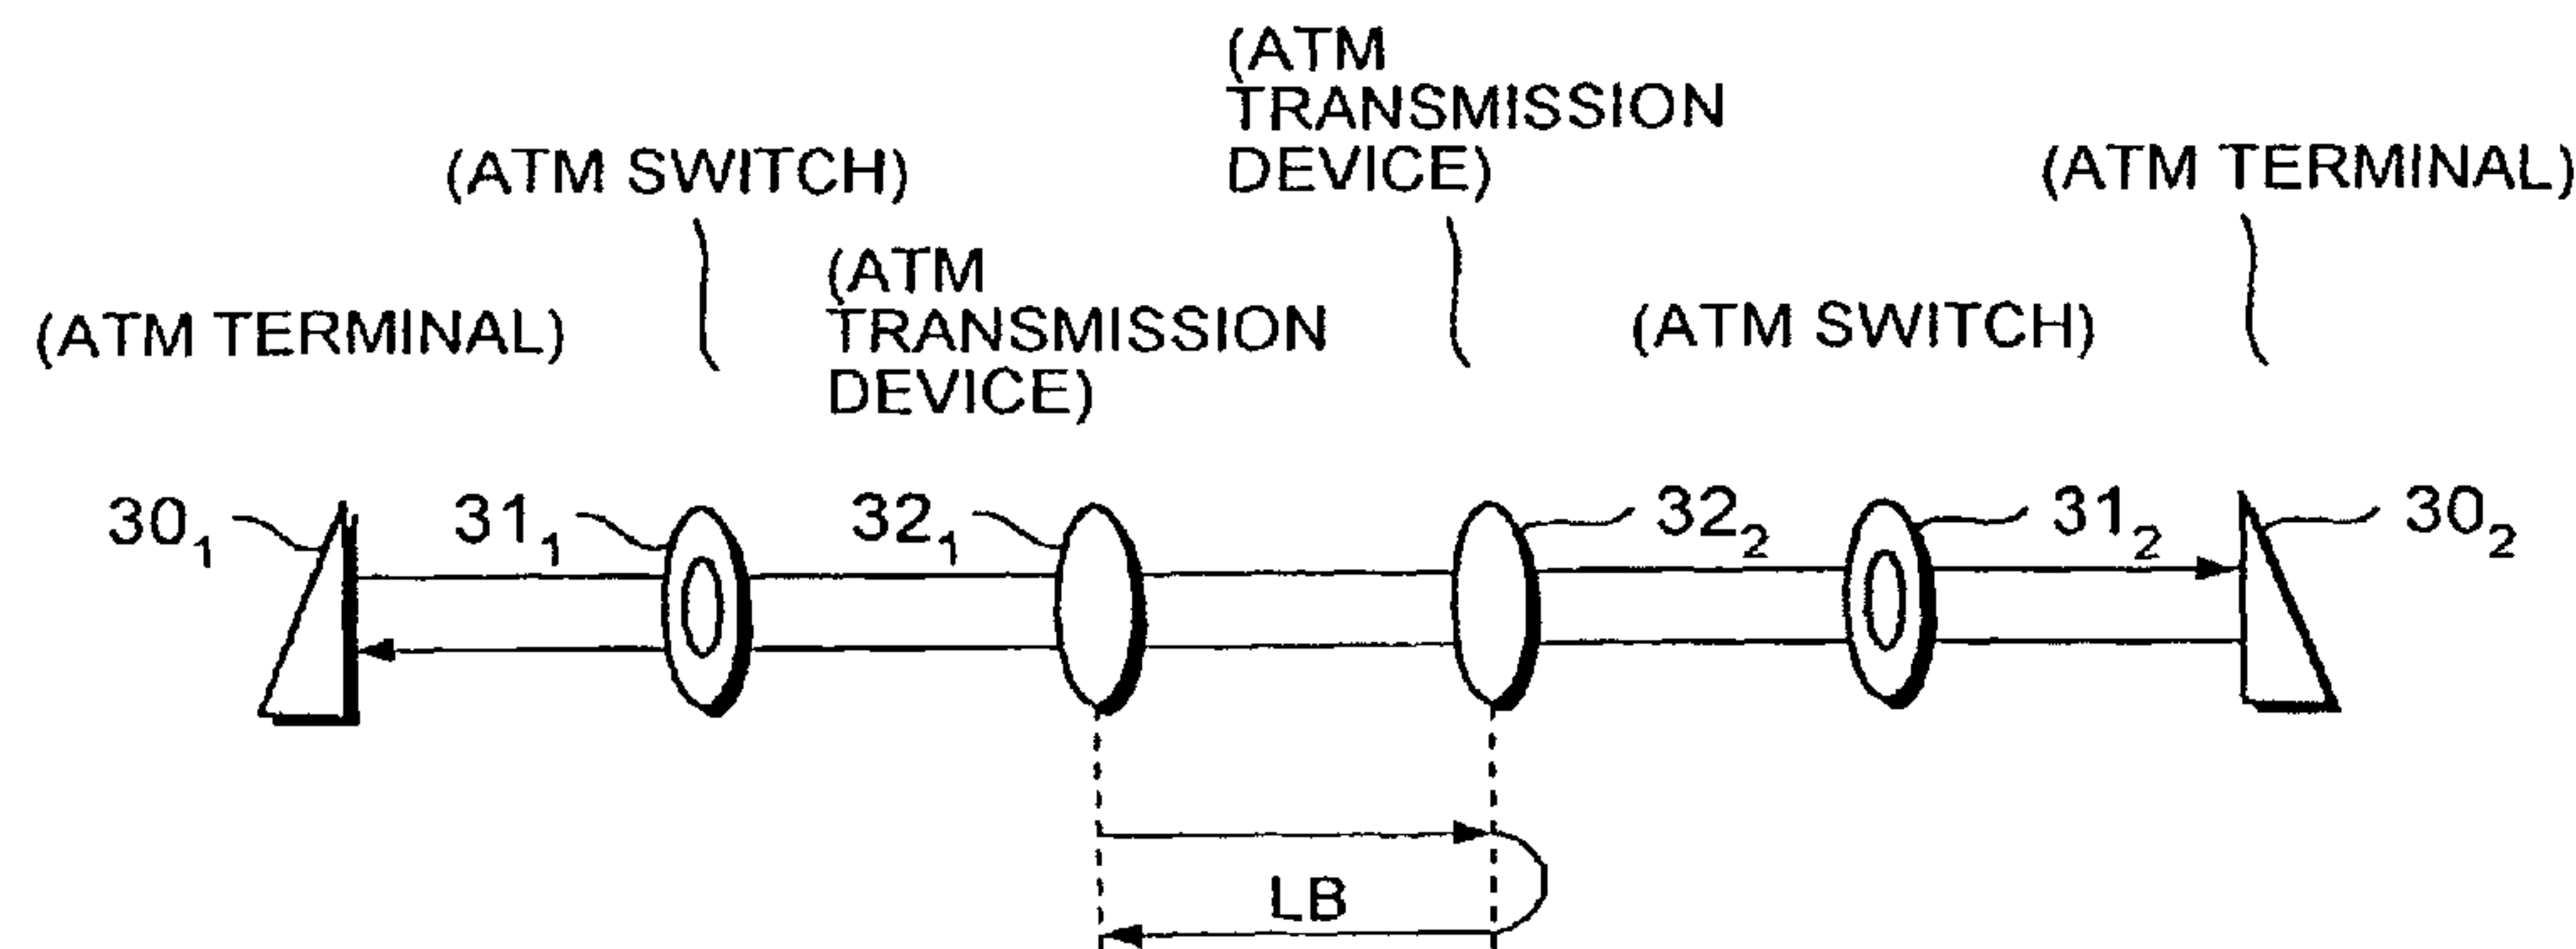 (ATM
TRANSMISSION
DEVICE)
(ATM SWITCH)
(ATM TERMINAL)
(ATM
TRANSMISSION
DEVICE)
(ATM TERMINAL)
(ATM SWITCH)
30₁
31₁
32₁
32₂
31₂
30₂
LB